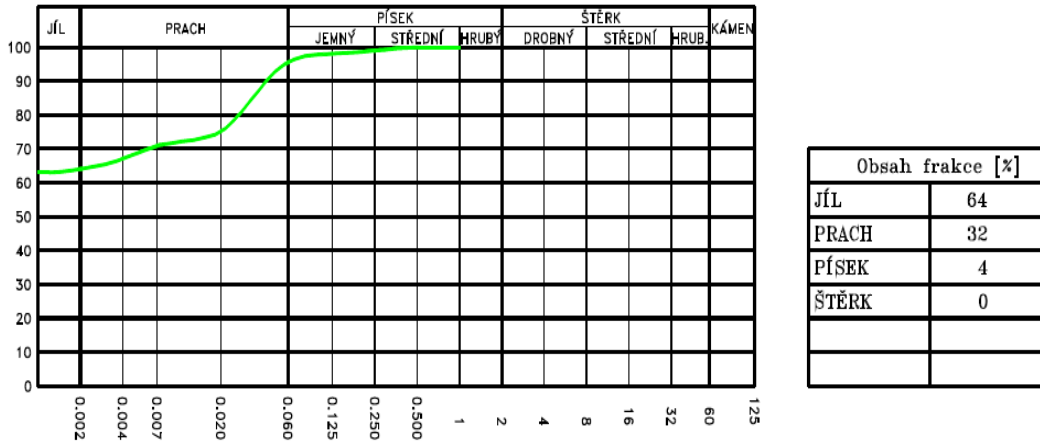 JÍL PRACH PÍSEK ŠTĚRK KÁMEN
JEMNÝ STŘEDNÍ HRUBÝ DROBNÝ STŘEDNÍ HRUB.
100
90
80
70
60
50
40
30
20
10
0
0.002 0.004 0.007 0.020 0.060 0.125 0.250 0.500 1 2 4 8 16 32 60 125
Obsah frakce [%]
JÍL 64
PRACH 32
PÍSEK 4
ŠTĚRK 0